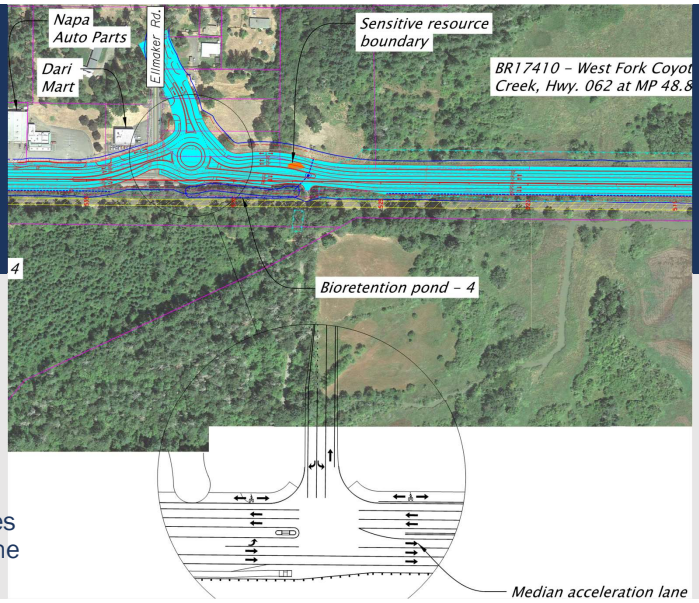 Napa
Auto Parts
Dari
Mart
Ellmaker Rd.
Sensitive resource
boundary
BR17410 – West Fork Coyot
Creek, Hwy. 062 at MP 48.8
4
Bioretention pond – 4
es
ne
Median acceleration lane